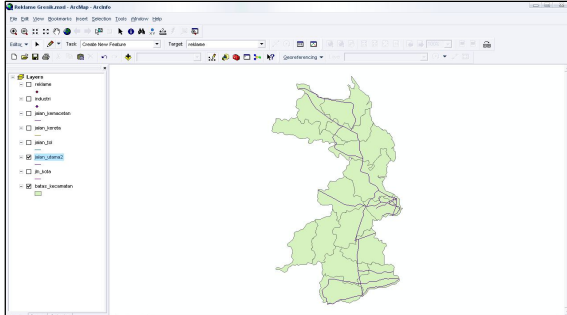 Reklame Gresik.mxd - ArcMap - ArcInfo
File Edit View Bookmarks Insert Selection Tools Window Help
Editor Task: Create New Feature Target: reklame
Georeferencing
Layers
reklame
industri
jalan_kemacetan
jalan_kereta
jalan_tol
jalan_utama2
jln_kota
batas_kecamatan